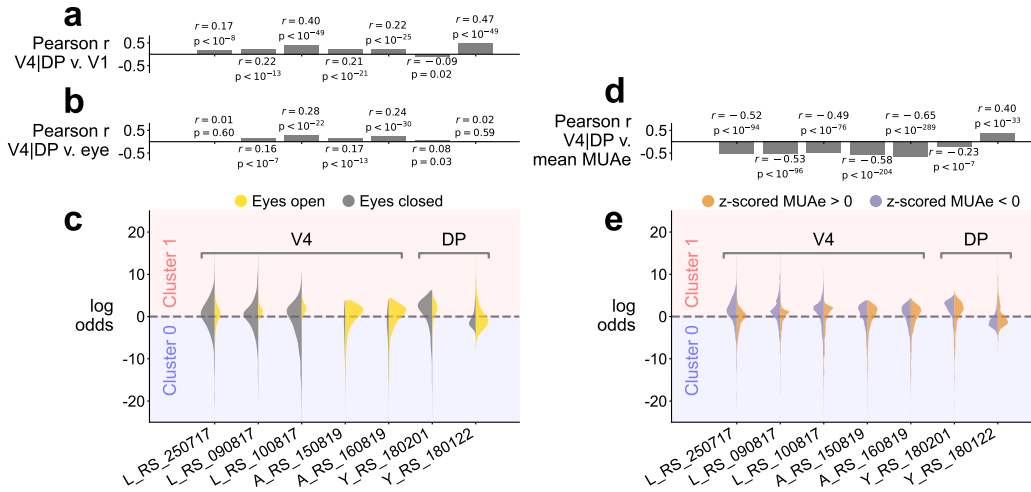 a
Pearson r
V4|DP v. V1
0.5
-0.5
r = 0.17
p < 10⁻⁸
r = 0.22
p < 10⁻¹³
r = 0.40
p < 10⁻⁴⁹
r = 0.21
p < 10⁻²¹
r = 0.22
p < 10⁻²⁵
r = −0.09
p = 0.02
r = 0.47
p < 10⁻⁴⁹
b
Pearson r
V4|DP v. eye
0.5
-0.5
r = 0.01
p = 0.60
r = 0.16
p < 10⁻⁷
r = 0.28
p < 10⁻²²
r = 0.17
p < 10⁻¹³
r = 0.24
p < 10⁻³⁰
r = 0.08
p = 0.03
r = 0.02
p = 0.59
c
Eyes open
Eyes closed
V4
DP
Cluster 1
Cluster 0
log
odds
20
10
0
-10
-20
L_RS_250717
L_RS_090817
L_RS_100817
A_RS_150819
A_RS_160819
Y_RS_180201
Y_RS_180122
d
Pearson r
V4|DP v.
mean MUAe
0.5
-0.5
r = −0.52
p < 10⁻⁹⁴
r = −0.53
p < 10⁻⁹⁶
r = −0.49
p < 10⁻⁷⁶
r = −0.58
p < 10⁻²⁰⁴
r = −0.65
p < 10⁻²⁸⁹
r = −0.23
p < 10⁻⁷
r = 0.40
p < 10⁻³³
e
z-scored MUAe > 0
z-scored MUAe < 0
V4
DP
Cluster 1
Cluster 0
log
odds
20
10
0
-10
-20
L_RS_250717
L_RS_090817
L_RS_100817
A_RS_150819
A_RS_160819
Y_RS_180201
Y_RS_180122